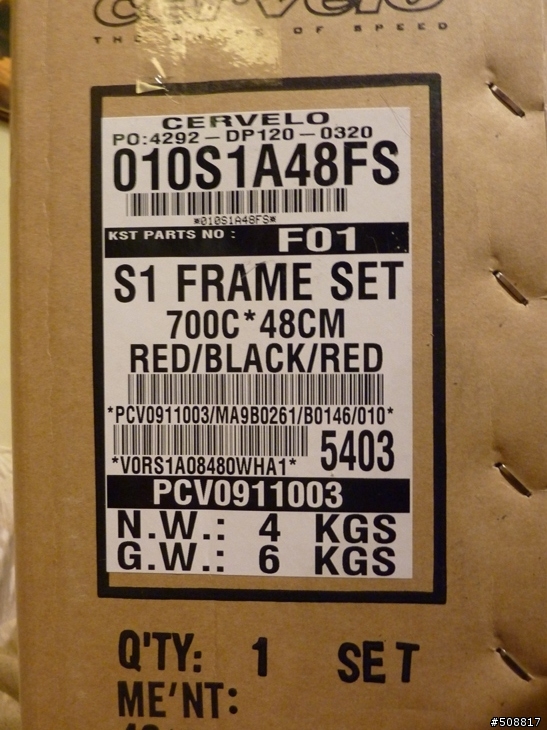 cervélo
THE PHYSICS OF SPEED
CERVELO
PO:4292-DP120-0320
010S1A48FS
*010S1A48FS*
KST PARTS NO : F01
S1 FRAME SET
700C*48CM
RED/BLACK/RED
*PCV0911003/MA9B0261/B0146/010*
*V0RS1A08480WHA1* 5403
PCV0911003
N.W.: 4 KGS
G.W.: 6 KGS
Q'TY: 1 SET
ME'NT:
#508817